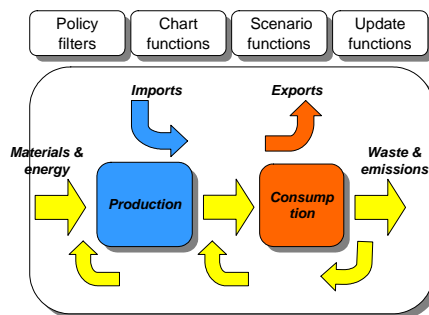 Policy
filters
Chart
functions
Scenario
functions
Update
functions
Imports
Exports
Materials &
energy
Waste &
emissions
Production
Consump
tion